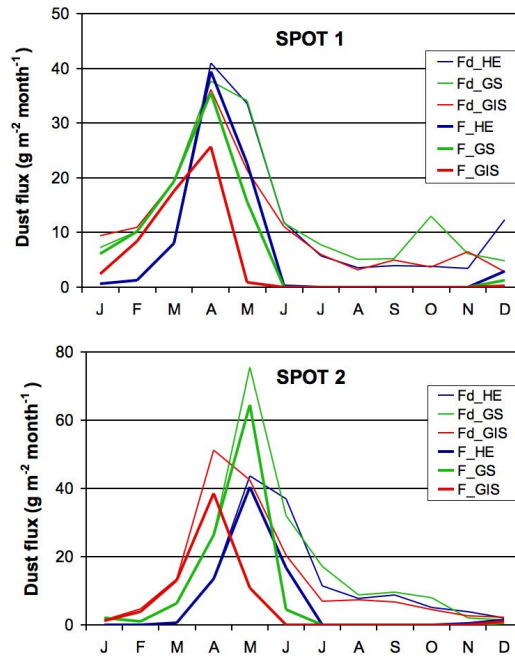 SPOT 1
Dust flux (g m⁻² month⁻¹)
50
40
30
20
10
0
Fd_HE
Fd_GS
Fd_GIS
F_HE
F_GS
F_GIS
J F M A M J J A S O N D
SPOT 2
Dust flux (g m⁻² month⁻¹)
80
60
40
20
0
Fd_HE
Fd_GS
Fd_GIS
F_HE
F_GS
F_GIS
J F M A M J J A S O N D